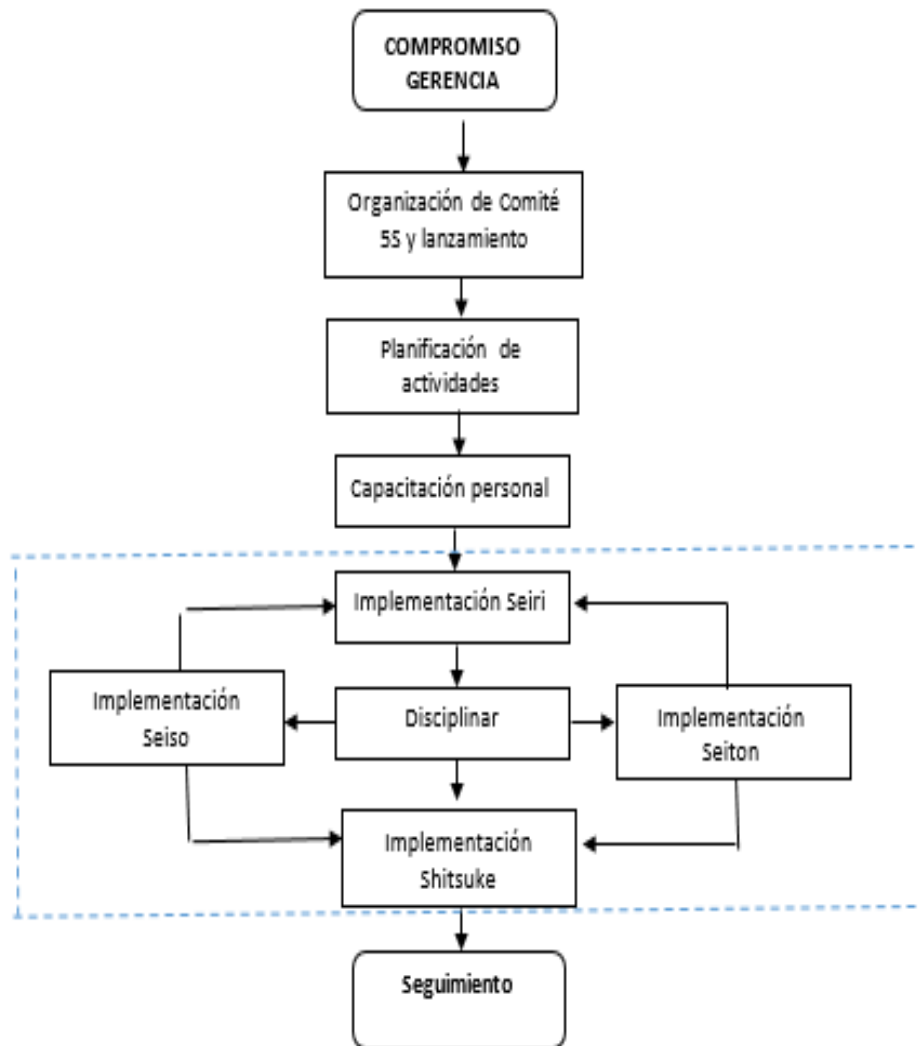 COMPROMISO
GERENCIA
Organización de Comité
5S y lanzamiento
Planificación de
actividades
Capacitación personal
Implementación Seiri
Implementación
Seiso
Disciplinar
Implementación
Seiton
Implementación
Shitsuke
Seguimiento